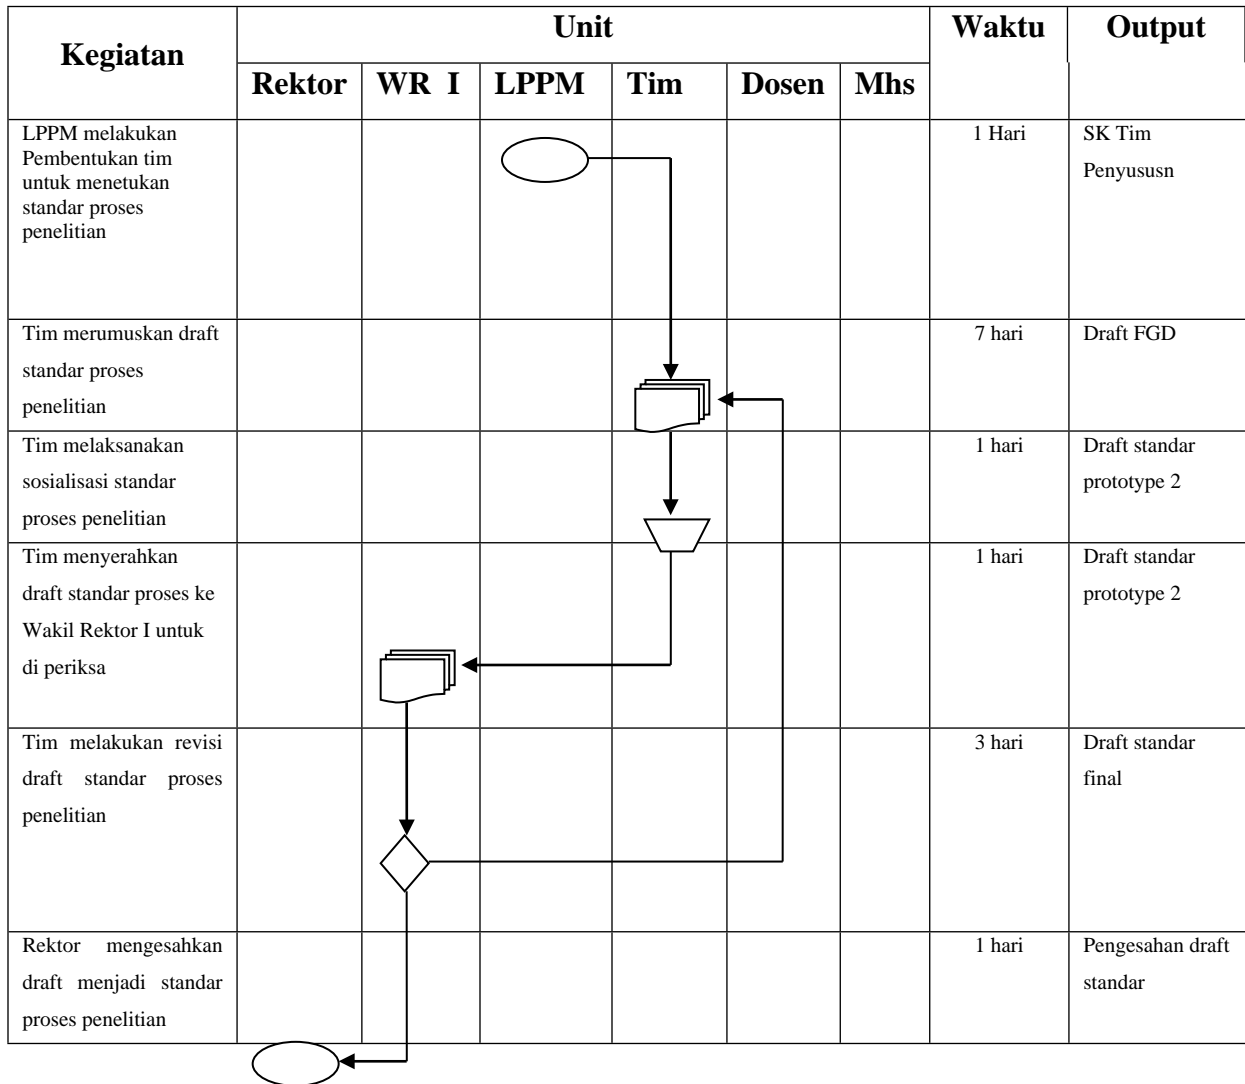 Kegiatan
Unit
Waktu
Output
Rektor
WR I
LPPM
Tim
Dosen
Mhs
LPPM melakukan
Pembentukan tim
untuk menetukan
standar proses
penelitian
1 Hari
SK Tim
Penyususn
Tim merumuskan draft
standar proses
penelitian
7 hari
Draft FGD
Tim melaksanakan
sosialisasi standar
proses penelitian
1 hari
Draft standar
prototype 2
Tim menyerahkan
draft standar proses ke
Wakil Rektor I untuk
di periksa
1 hari
Draft standar
prototype 2
Tim melakukan revisi
draft standar proses
penelitian
3 hari
Draft standar
final
Rektor mengesahkan
draft menjadi standar
proses penelitian
1 hari
Pengesahan draft
standar